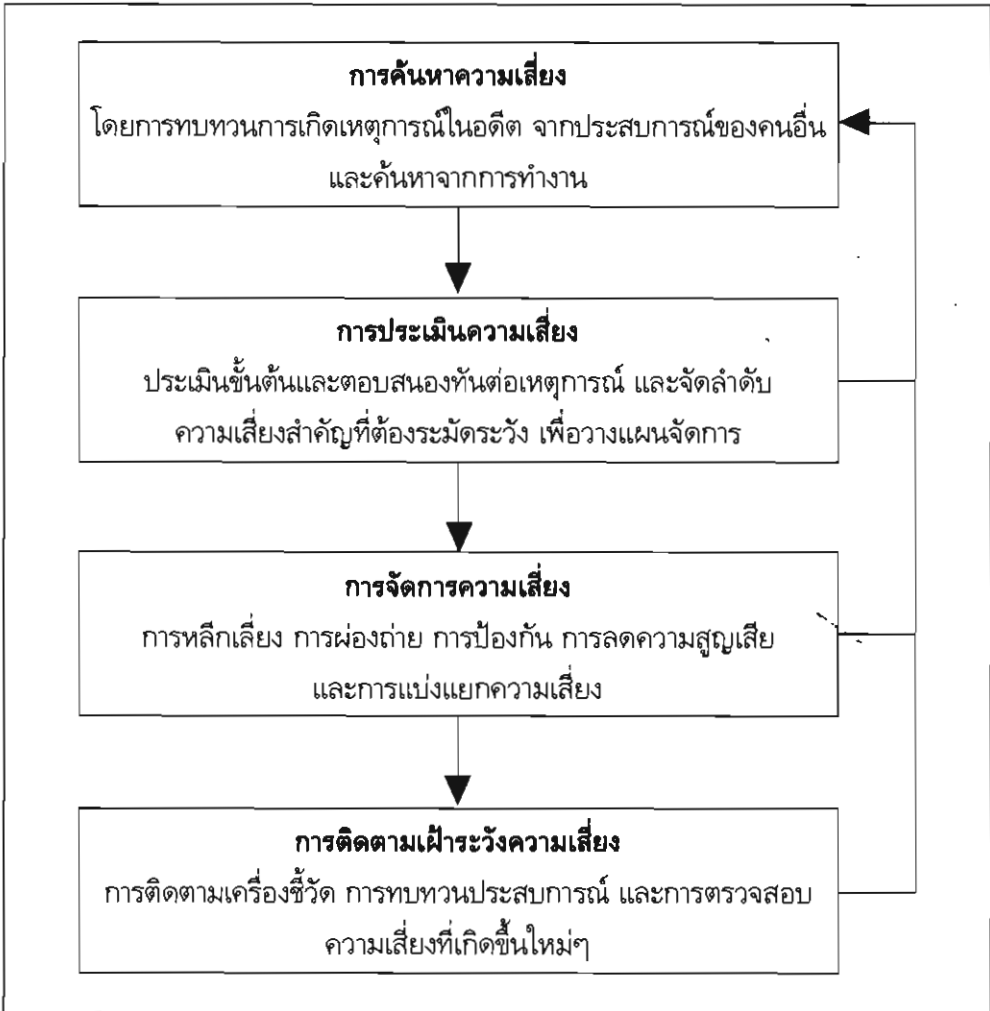 การค้นหาความเสี่ยง
โดยการทบทวนการเกิดเหตุการณ์ในอดีต จากประสบการณ์ของคนอื่น
และค้นหาจากการทำงาน
การประเมินความเสี่ยง
ประเมินขั้นต้นและตอบสนองทันต่อเหตุการณ์ และจัดลำดับ
ความเสี่ยงสำคัญที่ต้องระมัดระวัง เพื่อวางแผนจัดการ
การจัดการความเสี่ยง
การหลีกเลี่ยง การผ่องถ่าย การป้องกัน การลดความสูญเสีย
และการแบ่งแยกความเสี่ยง
การติดตามเฝ้าระวังความเสี่ยง
การติดตามเครื่องชี้วัด การทบทวนประสบการณ์ และการตรวจสอบ
ความเสี่ยงที่เกิดขึ้นใหม่ๆ